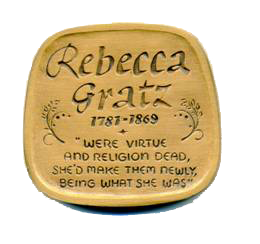 Rebecca
Gratz
1781-1869
"WERE VIRTUE
AND RELIGION DEAD,
SHE'D MAKE THEM NEWLY,
BEING WHAT SHE WAS"